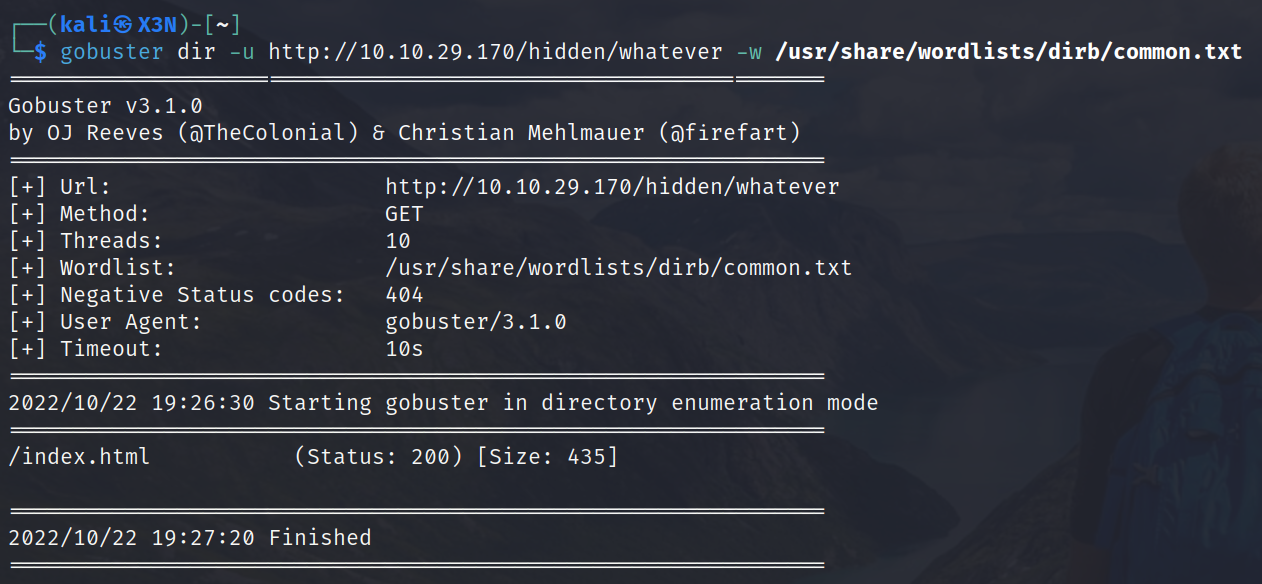 ┌──(kali㉿X3N)-[~]
└─$ gobuster dir -u http://10.10.29.170/hidden/whatever -w /usr/share/wordlists/dirb/common.txt
===============================================================
Gobuster v3.1.0
by OJ Reeves (@TheColonial) & Christian Mehlmauer (@firefart)
===============================================================
[+] Url:                     http://10.10.29.170/hidden/whatever
[+] Method:                  GET
[+] Threads:                 10
[+] Wordlist:                /usr/share/wordlists/dirb/common.txt
[+] Negative Status codes:   404
[+] User Agent:              gobuster/3.1.0
[+] Timeout:                 10s
===============================================================
2022/10/22 19:26:30 Starting gobuster in directory enumeration mode
===============================================================
/index.html           (Status: 200) [Size: 435]
===============================================================
2022/10/22 19:27:20 Finished
===============================================================